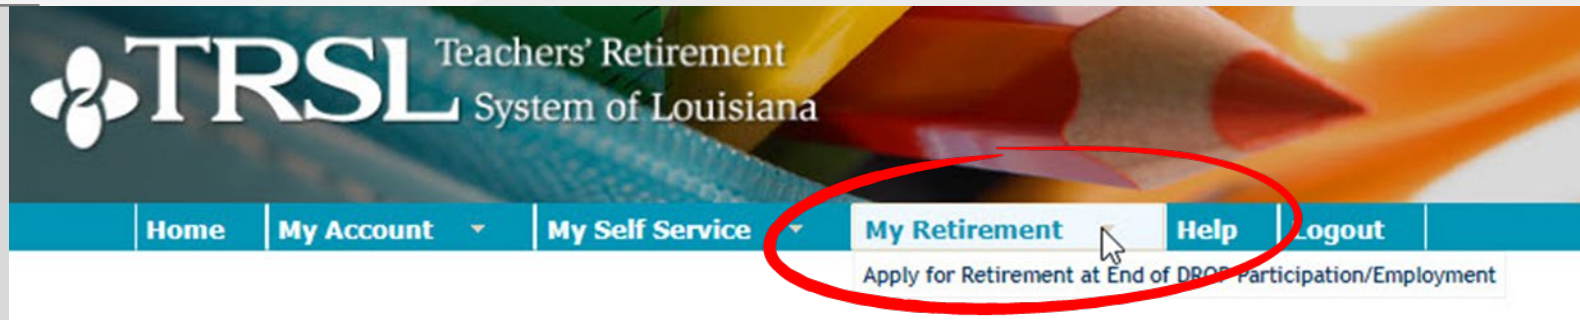 TRSL Teachers' Retirement
System of Louisiana
Home My Account My Self Service My Retirement Help Logout
Apply for Retirement at End of DROP Participation/Employment